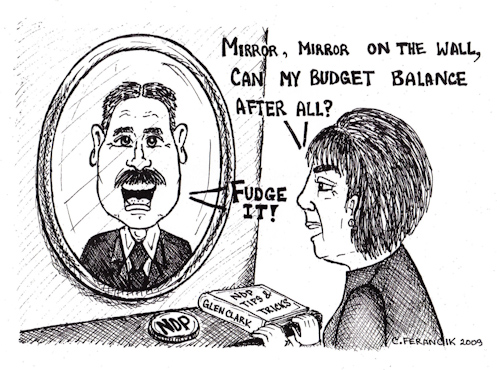 MIRROR, MIRROR ON THE WALL,
CAN MY BUDGET BALANCE
AFTER ALL?
FUDGE
IT!
NDP
TIPS &
TRICKS
GLEN CLARK
NDP
C. FERANCIK 2009